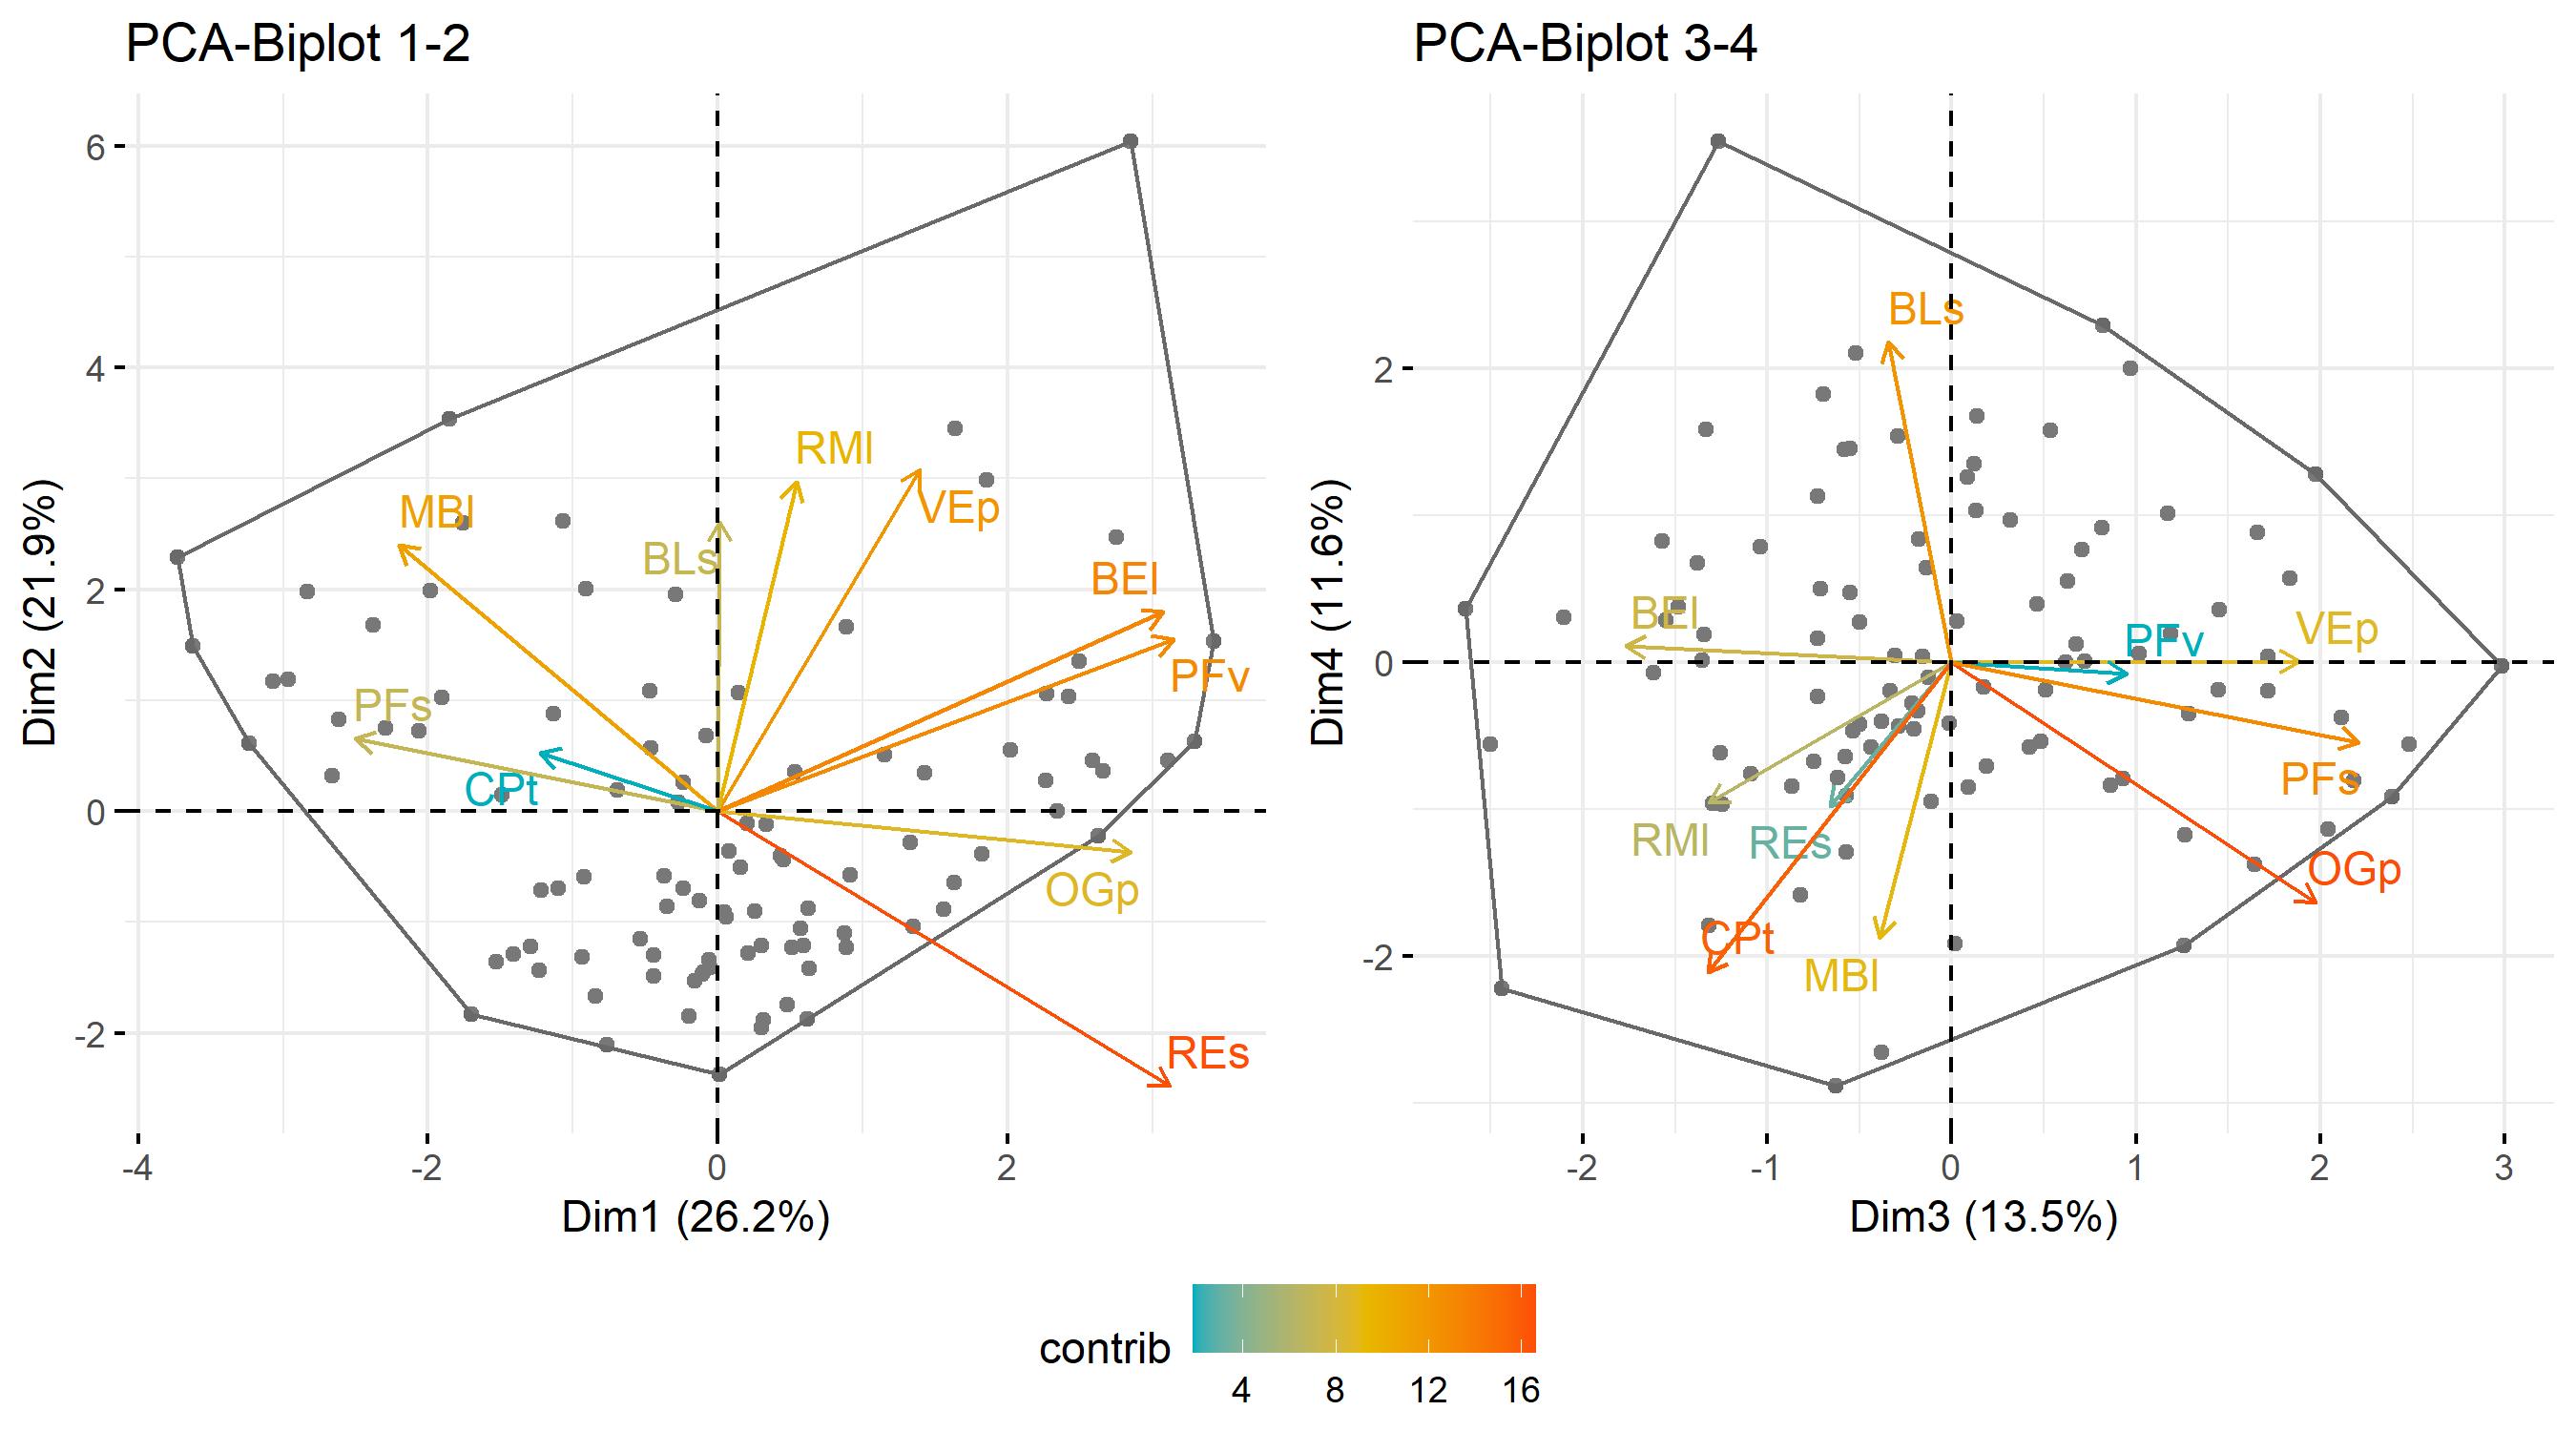 PCA-Biplot 1-2
6
4
2
0
-2
-4
-2
0
2
Dim2 (21.9%)
Dim1 (26.2%)
RMl
VEp
MBl
BLs
BEl
PFv
PFs
CPt
OGp
REs
PCA-Biplot 3-4
2
0
-2
-2
-1
0
1
2
3
Dim4 (11.6%)
Dim3 (13.5%)
BLs
BEl
PFv
VEp
PFs
RMl
REs
OGp
CPt
MBl
contrib
4
8
12
16